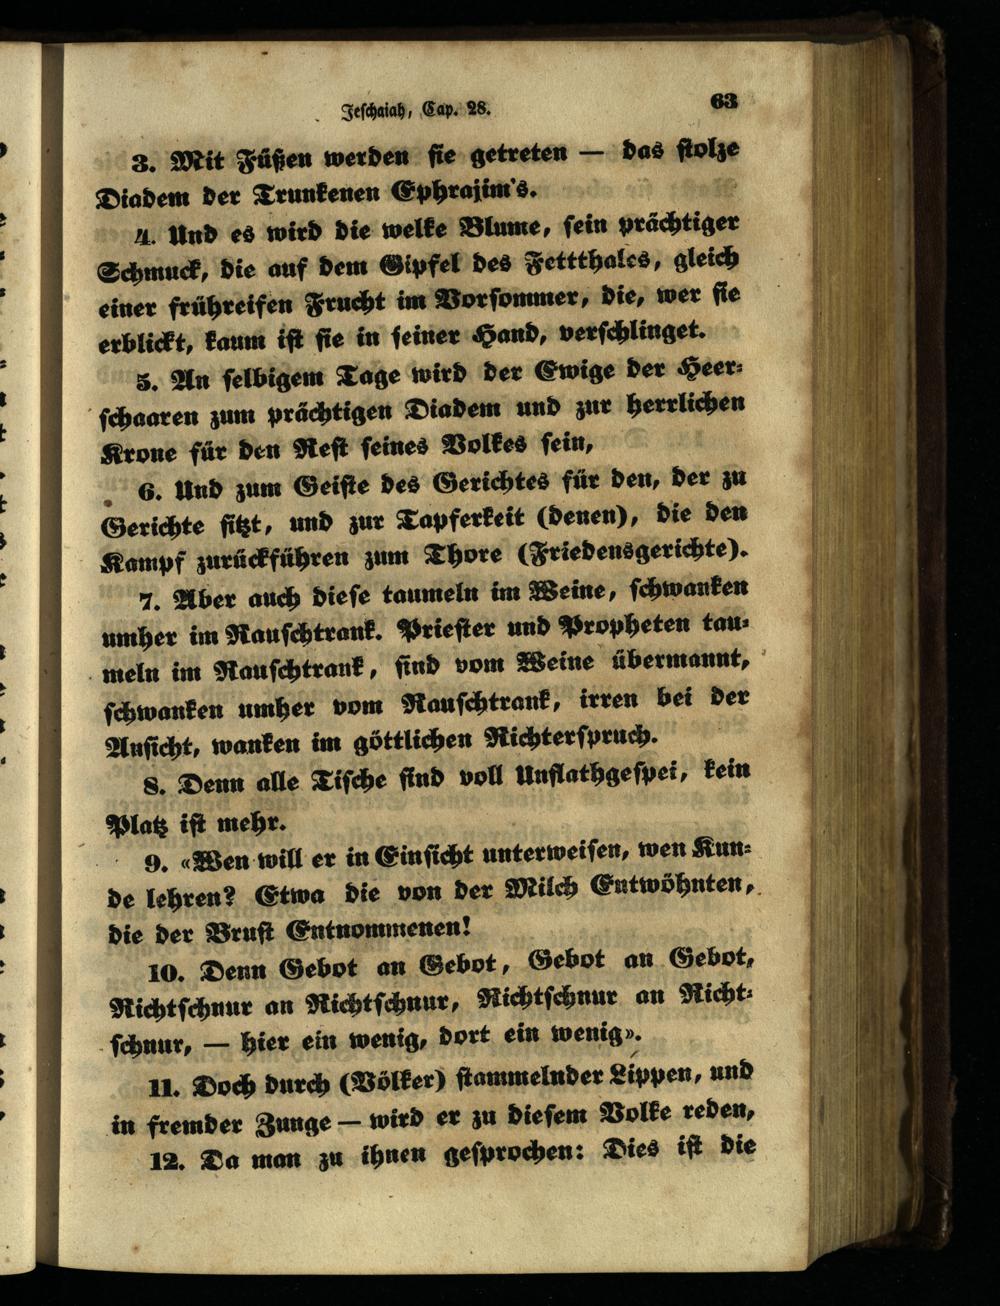 Jeschaiah, Cap. 28.
63
3. Mit Füßen werden sie getreten — das stolze
Diadem der Trunkenen Ephrajim's.
4. Und es wird die welke Blume, sein prächtiger
Schmuck, die auf dem Gipfel des Fettthales, gleich
einer frühreifen Frucht im Vorsommer, die, wer sie
erblickt, kaum ist sie in seiner Hand, verschlinget.
5. An selbigem Tage wird der Ewige der Heer-
schaaren zum prächtigen Diadem und zur herrlichen
Krone für den Rest seines Volkes sein,
6. Und zum Geiste des Gerichtes für den, der zu
Gerichte sitzt, und zur Tapferkeit (denen), die den
Kampf zurückführen zum Thore (Friedensgerichte).
7. Aber auch diese taumeln im Weine, schwanken
umher im Rauschtrank. Priester und Propheten tau-
meln im Rauschtrank, sind vom Weine übermannt,
schwanken umher vom Rauschtrank, irren bei der
Ansicht, wanken im göttlichen Richterspruch.
8. Denn alle Tische sind voll Unflathgespei, kein
Platz ist mehr.
9. «Wen will er in Einsicht unterweisen, wen Kun-
de lehren? Etwa die von der Milch Entwöhnten,
die der Brust Entnommenen!
10. Denn Gebot an Gebot, Gebot an Gebot,
Richtschnur an Richtschnur, Richtschnur an Richt-
schnur, — hier ein wenig, dort ein wenig».
11. Doch durch (Völker) stammelnder Lippen, und
in fremder Zunge — wird er zu diesem Volke reden,
12. Da man zu ihnen gesprochen: Dies ist die